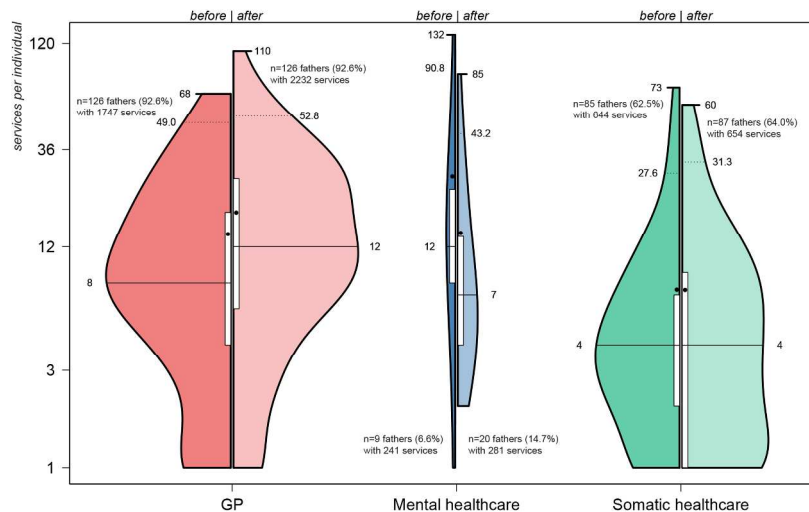 before | after
before | after
before | after
services per individual
120
36
12
3
1
110
n=126 fathers (92.6%)
with 2232 services
68
n=126 fathers (92.6%)
with 1747 services
49.0
52.8
8
12
132
90.8
85
43.2
12
7
n=9 fathers (6.6%)
with 241 services
n=20 fathers (14.7%)
with 281 services
73
n=85 fathers (62.5%)
with 644 services
60
n=87 fathers (64.0%)
with 654 services
27.6
31.3
4
4
GP
Mental healthcare
Somatic healthcare